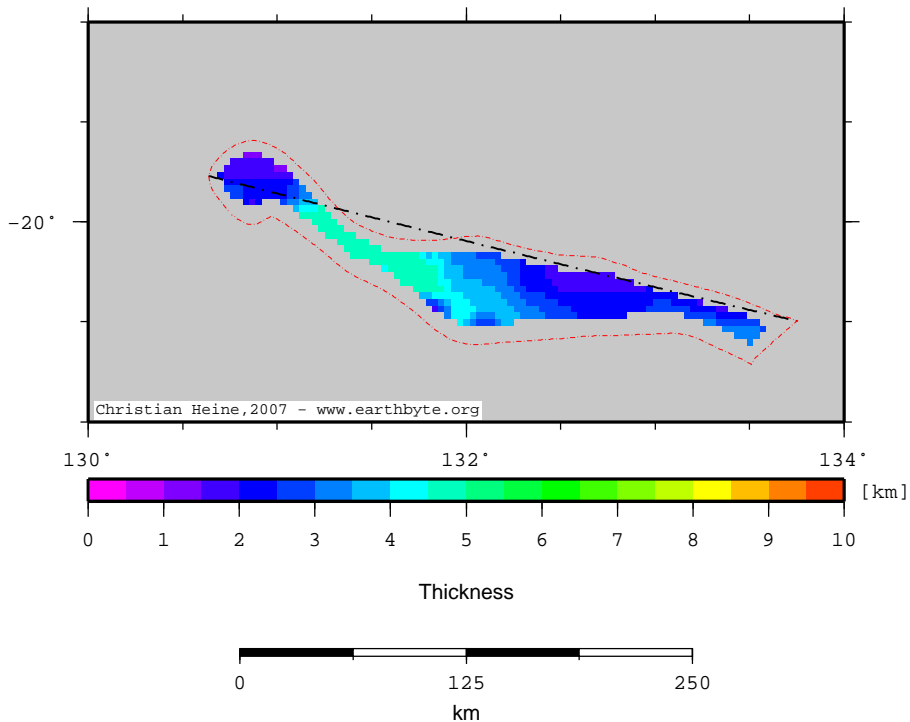 -20°
Christian Heine,2007 - www.earthbyte.org
130° 132° 134°
[km]
0 1 2 3 4 5 6 7 8 9 10
Thickness
0 125 250
km